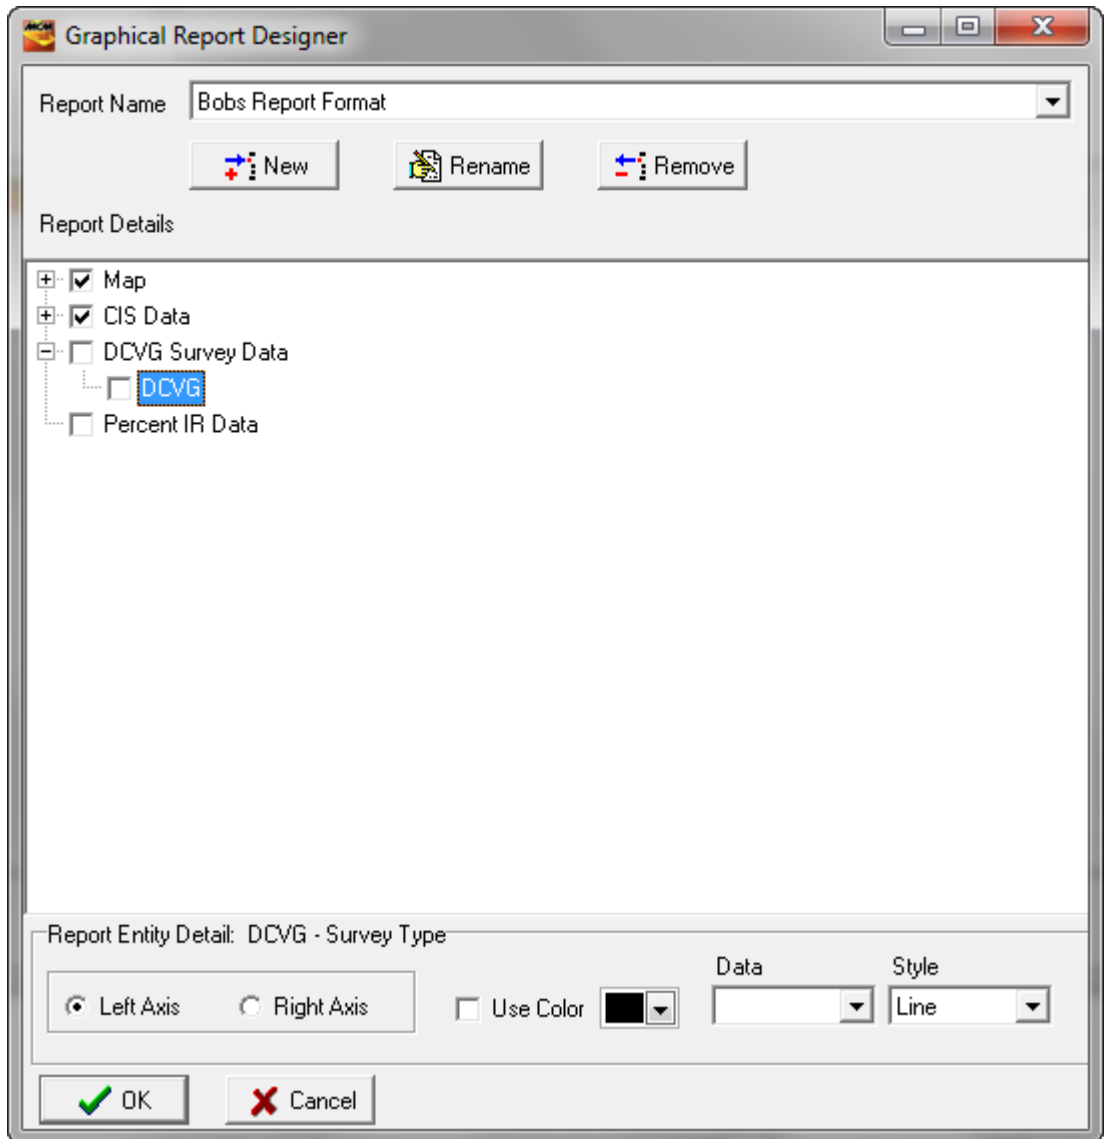 MCM
Graphical Report Designer
Report Name Bobs Report Format
New Rename Remove
Report Details
Map
CIS Data
DCVG Survey Data
DCVG
Percent IR Data
Report Entity Detail: DCVG - Survey Type
Data Style
Left Axis Right Axis Use Color Line
OK Cancel